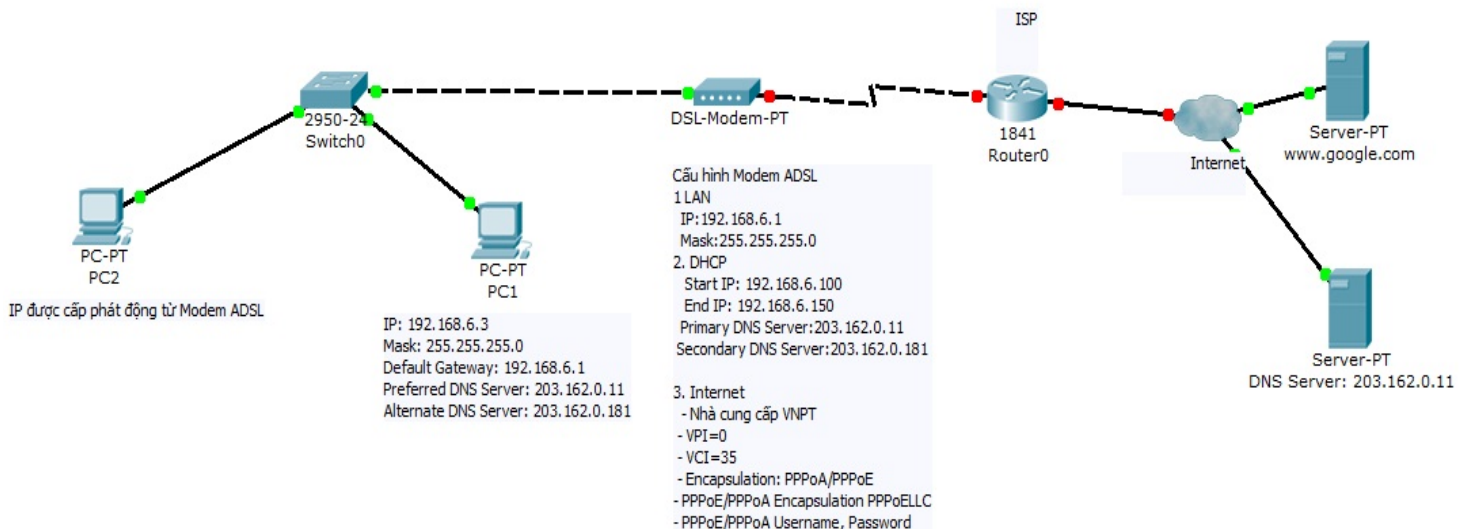 ISP
2950-24
Switch0
DSL-Modem-PT
1841
Router0
Internet
Server-PT
www.google.com
PC-PT
PC2
IP được cấp phát động từ Modem ADSL
PC-PT
PC1
IP: 192.168.6.3
Mask: 255.255.255.0
Default Gateway: 192.168.6.1
Preferred DNS Server: 203.162.0.11
Alternate DNS Server: 203.162.0.181
Cấu hình Modem ADSL
1 LAN
IP:192.168.6.1
Mask:255.255.255.0
2. DHCP
Start IP: 192.168.6.100
End IP: 192.168.6.150
Primary DNS Server:203.162.0.11
Secondary DNS Server:203.162.0.181
3. Internet
- Nhà cung cấp VNPT
- VPI=0
- VCI=35
- Encapsulation: PPPoA/PPPoE
- PPPoE/PPPoA Encapsulation PPPoELLC
- PPPoE/PPPoA Username, Password
Server-PT
DNS Server: 203.162.0.11